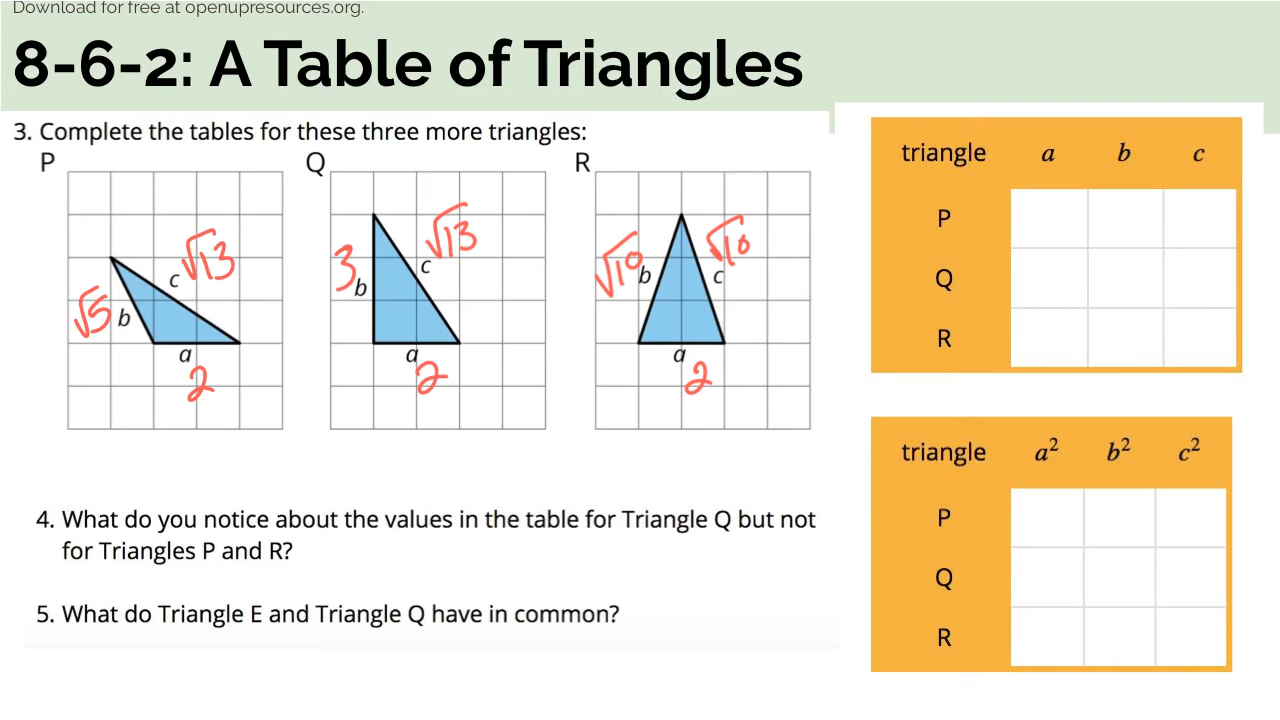 Download for free at openupresources.org.
8-6-2: A Table of Triangles
3. Complete the tables for these three more triangles:
P
Q
R
√13
c
√5
b
a
2
√13
c
3
b
a
2
√10
b
√10
c
a
2
4. What do you notice about the values in the table for Triangle Q but not
for Triangles P and R?
5. What do Triangle E and Triangle Q have in common?
triangle a b c
P
Q
R
triangle a² b² c²
P
Q
R